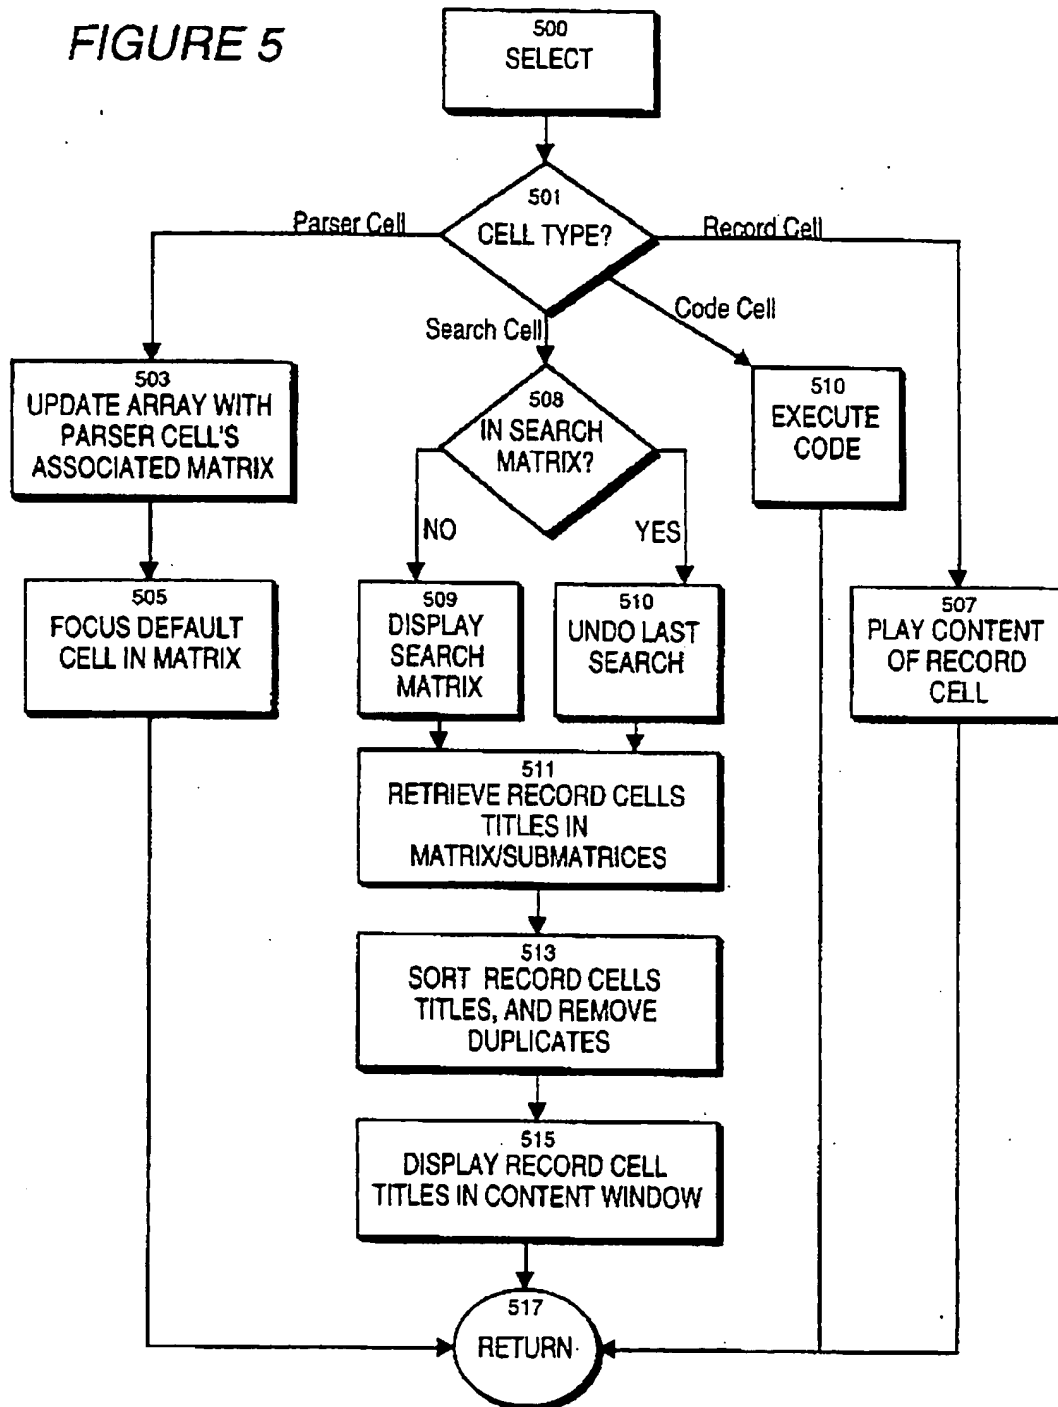 FIGURE 5
500
SELECT
501
CELL TYPE?
Parser Cell
Record Cell
Code Cell
Search Cell
503
UPDATE ARRAY WITH
PARSER CELL'S
ASSOCIATED MATRIX
508
IN SEARCH
MATRIX?
510
EXECUTE
CODE
NO
YES
505
FOCUS DEFAULT
CELL IN MATRIX
509
DISPLAY
SEARCH
MATRIX
510
UNDO LAST
SEARCH
507
PLAY CONTENT
OF RECORD
CELL
511
RETRIEVE RECORD CELLS
TITLES IN
MATRIX/SUBMATRICES
513
SORT RECORD CELLS
TITLES, AND REMOVE
DUPLICATES
515
DISPLAY RECORD CELL
TITLES IN CONTENT WINDOW
517
RETURN